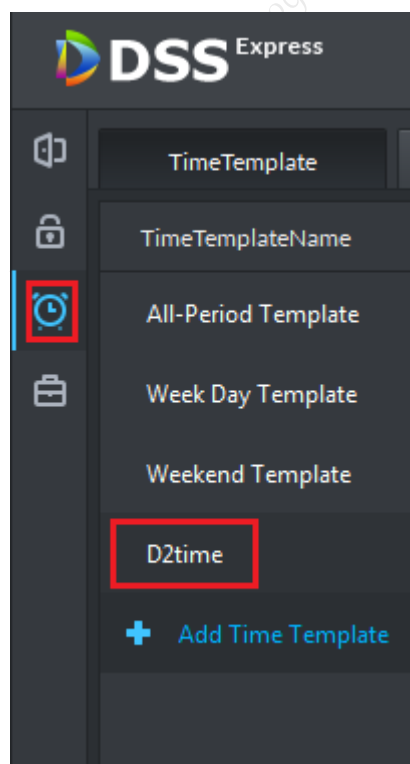 DSS Express
TimeTemplate
TimeTemplateName
All-Period Template
Week Day Template
Weekend Template
D2time
Add Time Template